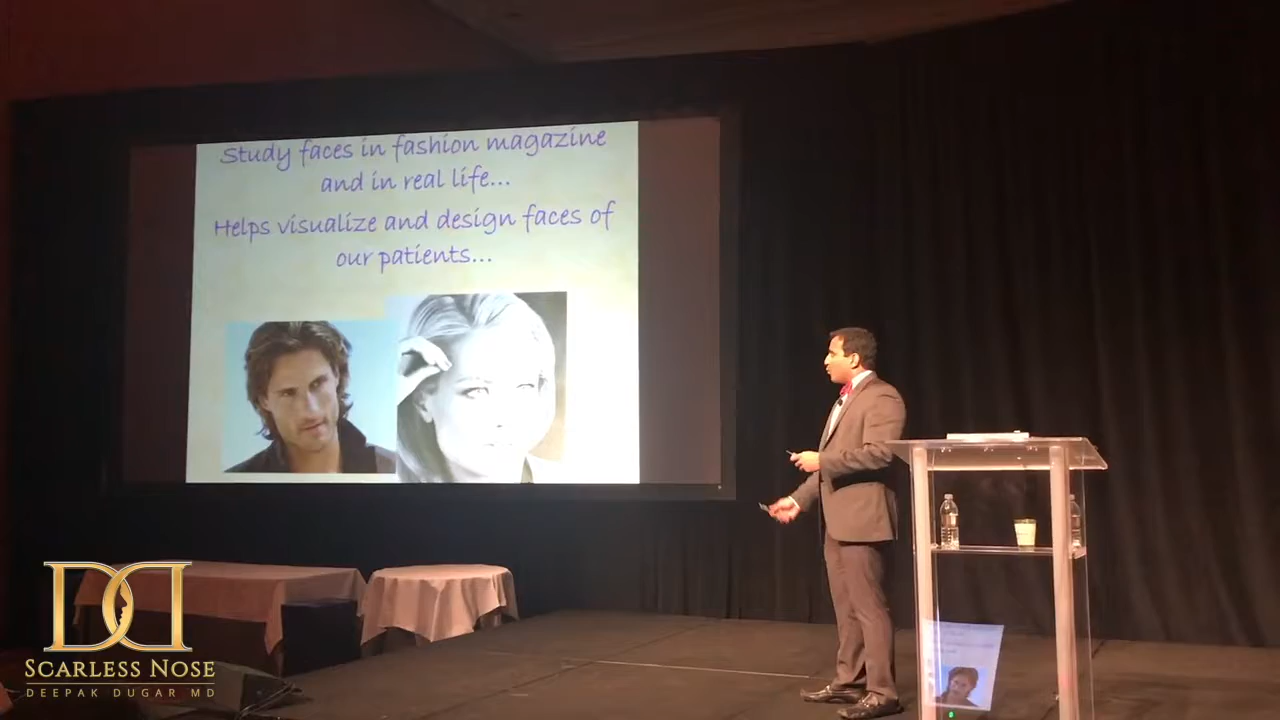 Study faces in fashion magazine
and in real life...
Helps visualize and design faces of
our patients...
DD
SCARLESS NOSE
DEEPAK DUGAR MD